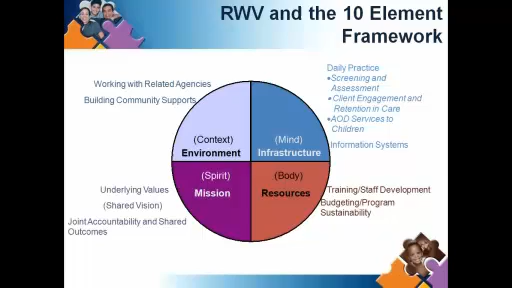 RWV and the 10 Element
Framework
Working with Related Agencies
Building Community Supports
Daily Practice
•Screening and
Assessment
•Client Engagement and
Retention in Care
•AOD Services to
Children
Information Systems
(Context)
Environment
(Mind)
Infrastructure
(Spirit)
Mission
(Body)
Resources
Underlying Values
(Shared Vision)
Joint Accountability and Shared
Outcomes
Training/Staff Development
Budgeting/Program
Sustainability